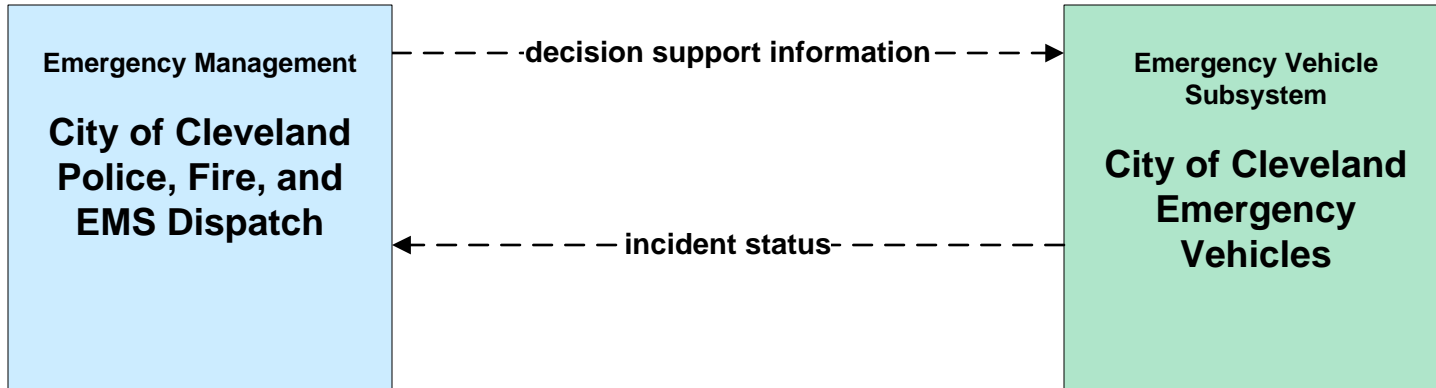 Emergency Management
City of Cleveland
Police, Fire, and
EMS Dispatch
decision support information
incident status
Emergency Vehicle
Subsystem
City of Cleveland
Emergency
Vehicles